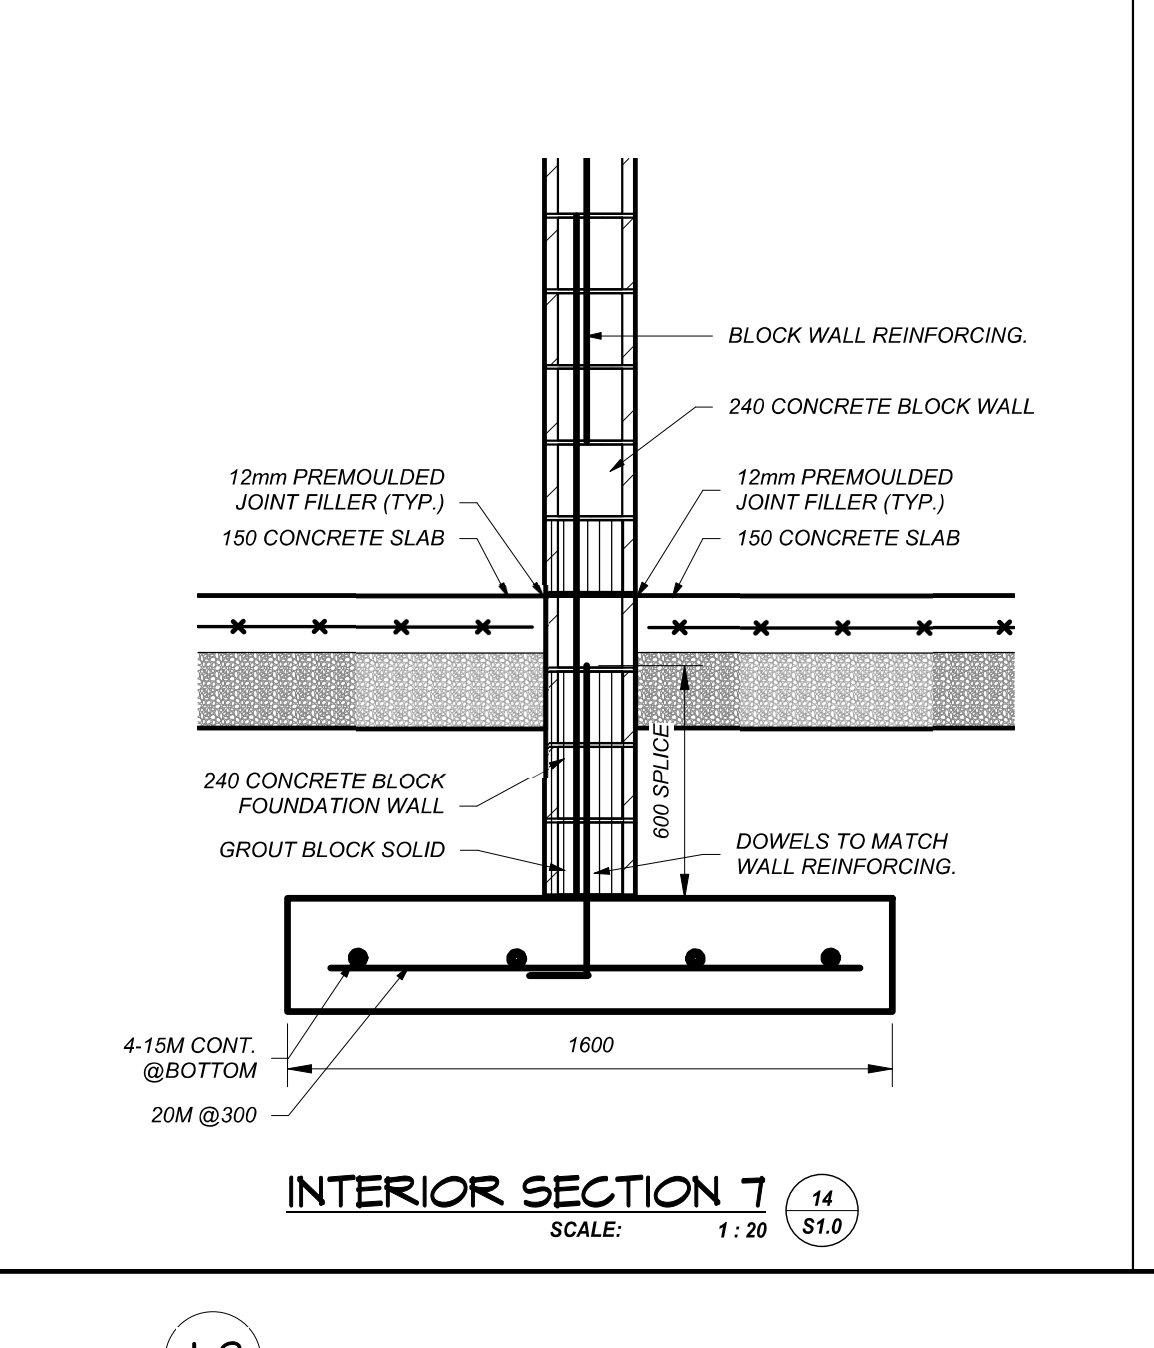 BLOCK WALL REINFORCING.
240 CONCRETE BLOCK WALL
12mm PREMOULDED
JOINT FILLER (TYP.)
150 CONCRETE SLAB
12mm PREMOULDED
JOINT FILLER (TYP.)
150 CONCRETE SLAB
600 SPLICE
240 CONCRETE BLOCK
FOUNDATION WALL
GROUT BLOCK SOLID
DOWELS TO MATCH
WALL REINFORCING.
4-15M CONT.
@BOTTOM
1600
20M @300
INTERIOR SECTION 7
SCALE: 1 : 20
14
S1.0